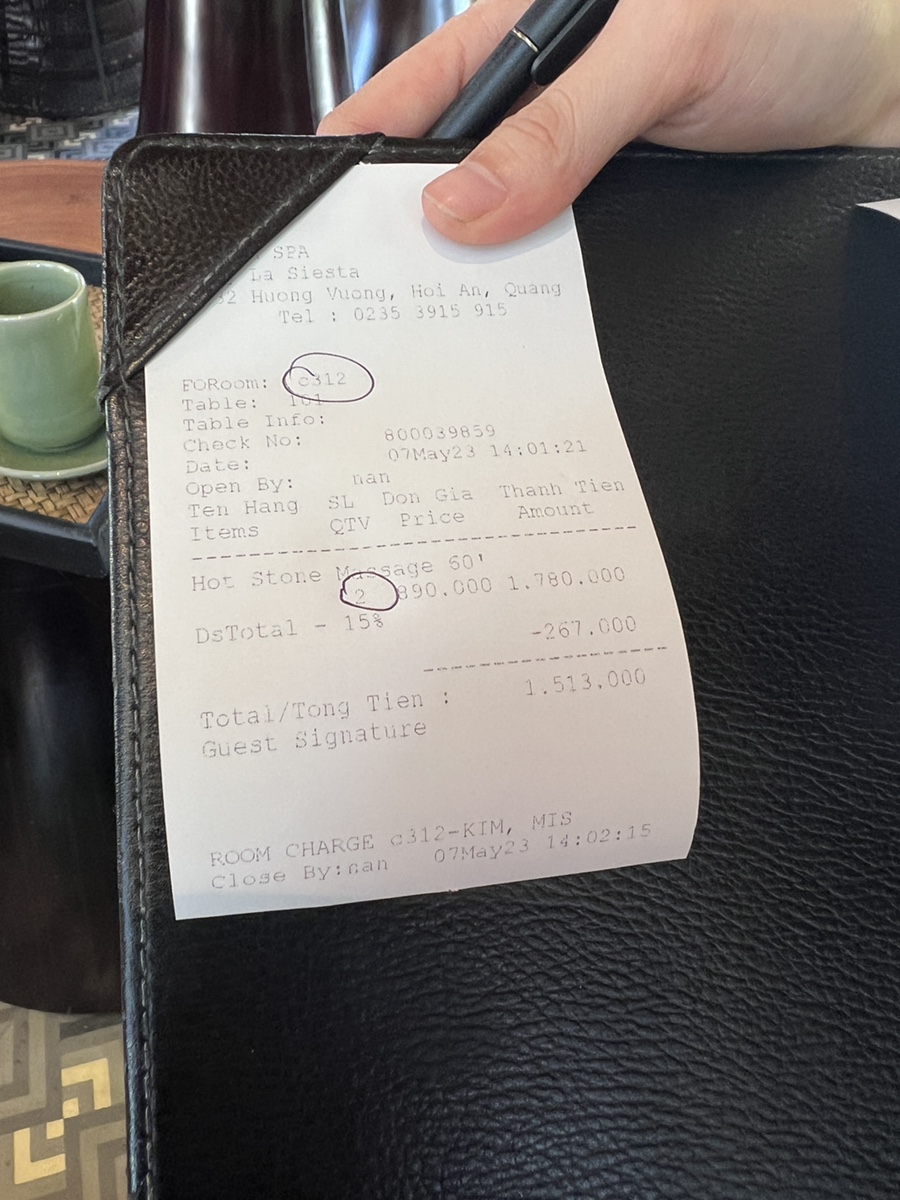 SPA
La Siesta
32 Huong Vuong, Hoi An, Quang
Tel : 0235 3915 915
FORoom: c312
Table: 101
Table Info:
Check No: 800039859
Date: 07May23 14:01:21
Open By: nan
Ten Hang SL Don Gia Thanh Tien
Items QTV Price Amount
Hot Stone Massage 60'
2 890.000 1.780.000
DsTotal - 15% -267.000
Total/Tong Tien : 1.513.000
Guest Signature
ROOM CHARGE c312-KIM, MIS
Close By:nan 07May23 14:02:15